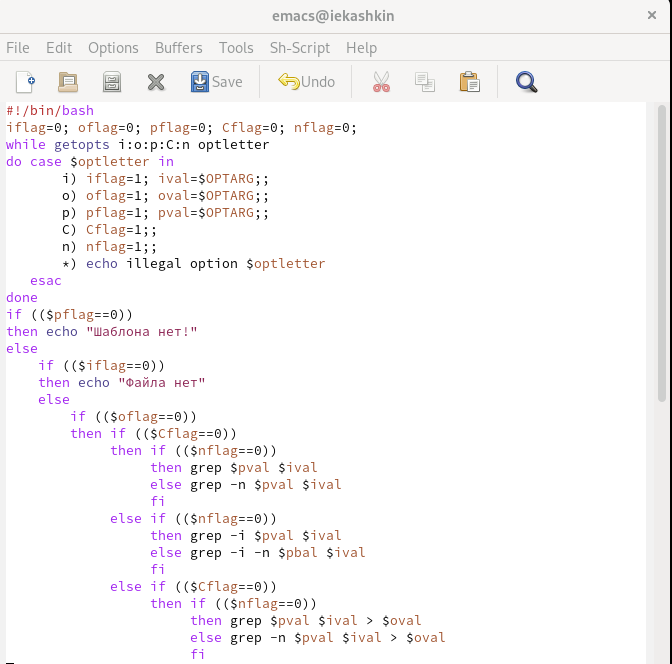 emacs@iekashkin ×
File Edit Options Buffers Tools Sh-Script Help
Save Undo
#!/bin/bash
iflag=0; oflag=0; pflag=0; Cflag=0; nflag=0;
while getopts i:o:p:C:n optletter
do case $optletter in
       i) iflag=1; ival=$OPTARG;;
       o) oflag=1; oval=$OPTARG;;
       p) pflag=1; pval=$OPTARG;;
       C) Cflag=1;;
       n) nflag=1;;
       *) echo illegal option $optletter
   esac
done
if (($pflag==0))
then echo "Шаблона нет!"
else
    if (($iflag==0))
    then echo "Файла нет"
    else
        if (($oflag==0))
        then if (($Cflag==0))
             then if (($nflag==0))
                  then grep $pval $ival
                  else grep -n $pval $ival
                  fi
             else if (($nflag==0))
                  then grep -i $pval $ival
                  else grep -i -n $pbal $ival
                  fi
             else if (($Cflag==0))
                  then if (($nflag==0))
                       then grep $pval $ival > $oval
                       else grep -n $pval $ival > $oval
                       fi